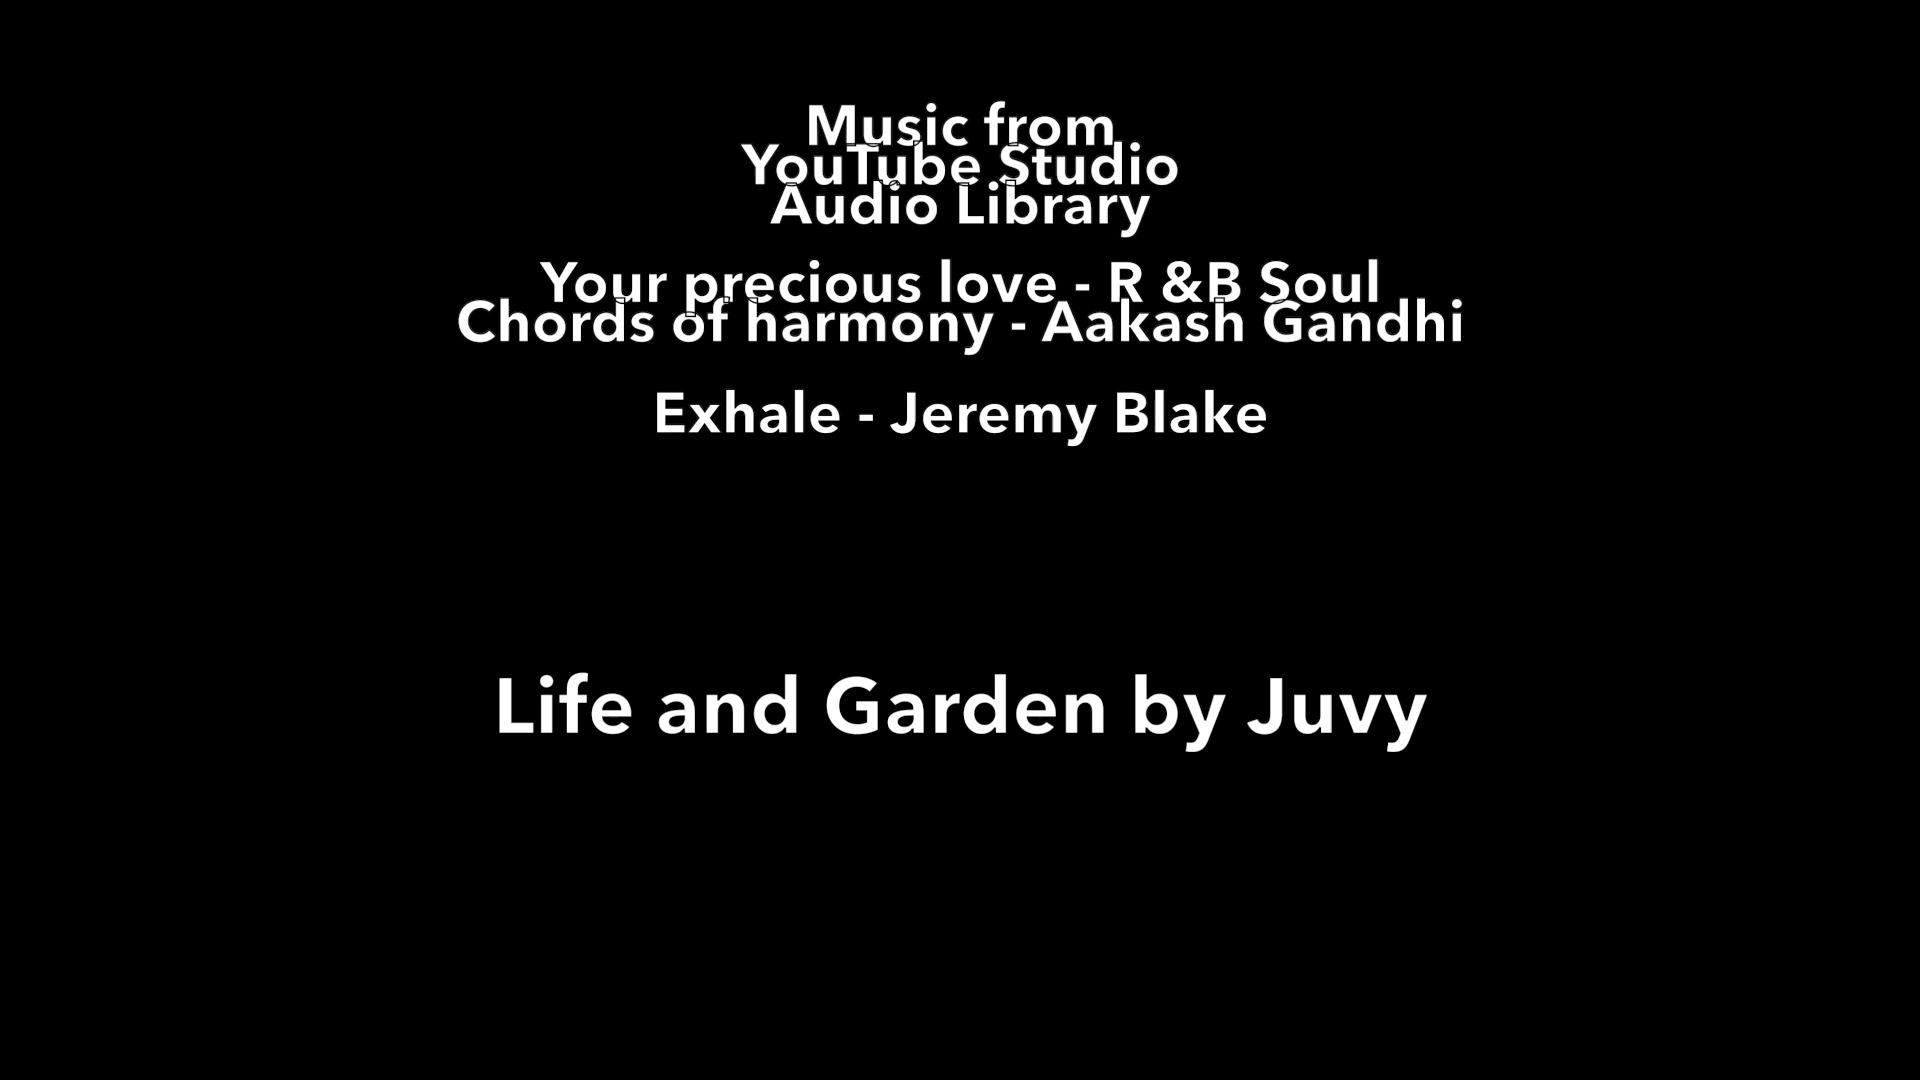 Music from
YouTube Studio
Audio Library
Your precious love - R &B Soul
Chords of harmony - Aakash Gandhi
Exhale - Jeremy Blake
Life and Garden by Juvy